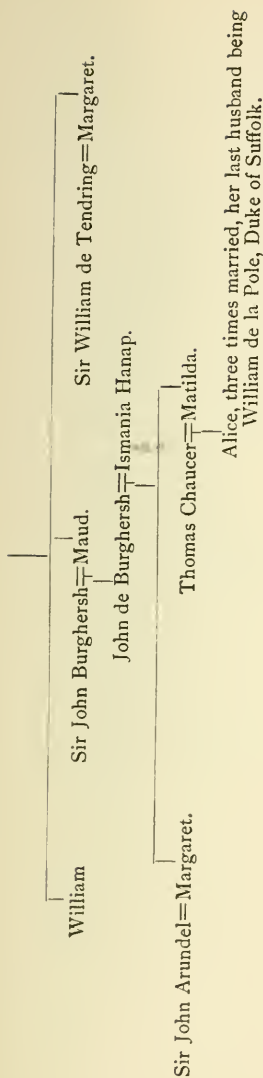 William
Sir John Burghersh=Maud.
Sir William de Tendring=Margaret.
John de Burghersh=Ismania Hanap.
Sir John Arundel=Margaret.
Thomas Chaucer=Matilda.
Alice, three times married, her last husband being
William de la Pole, Duke of Suffolk.